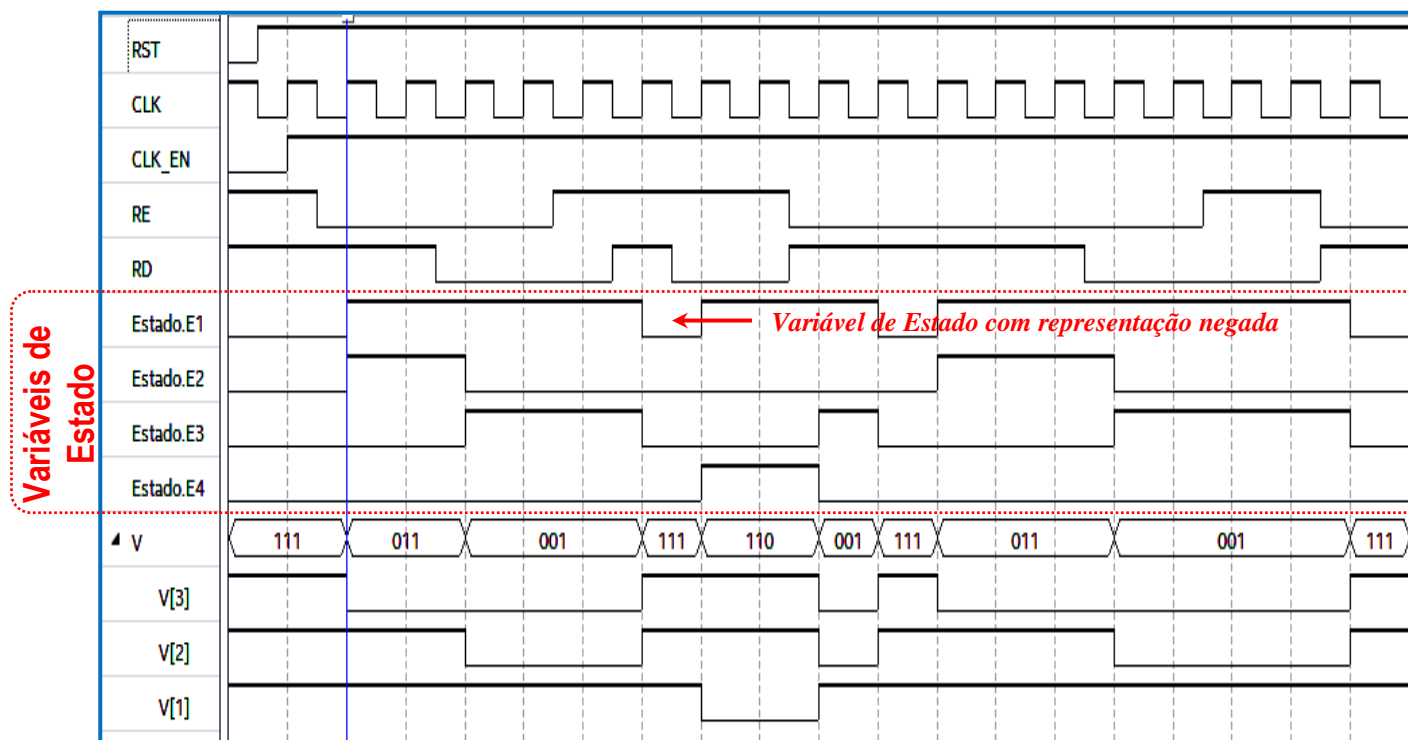 RST
CLK
CLK_EN
RE
RD
Variáveis de
Estado
Estado.E1
Variável de Estado com representação negada
Estado.E2
Estado.E3
Estado.E4
V 111 011 001 111 110 001 111 011 001 111
V[3]
V[2]
V[1]